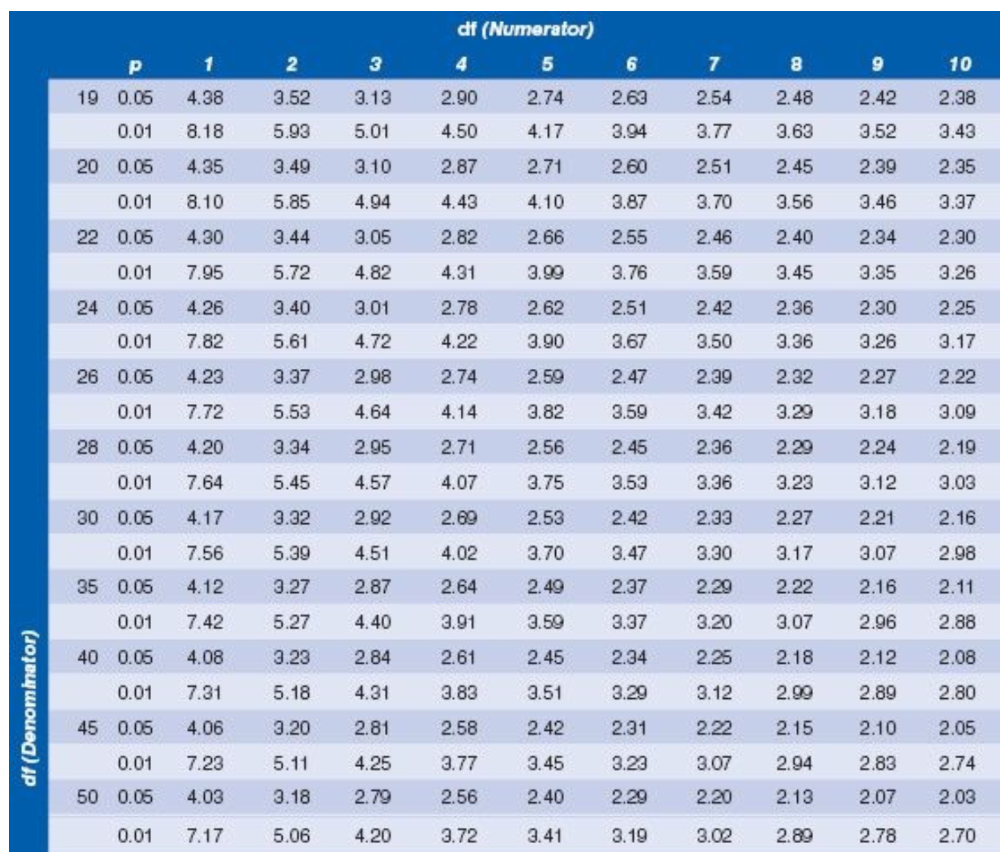 df (Numerator)
p 1 2 3 4 5 6 7 8 9 10
19 0.05 4.38 3.52 3.13 2.90 2.74 2.63 2.54 2.48 2.42 2.38
0.01 8.18 5.93 5.01 4.50 4.17 3.94 3.77 3.63 3.52 3.43
20 0.05 4.35 3.49 3.10 2.87 2.71 2.60 2.51 2.45 2.39 2.35
0.01 8.10 5.85 4.94 4.43 4.10 3.87 3.70 3.56 3.46 3.37
22 0.05 4.30 3.44 3.05 2.82 2.66 2.55 2.46 2.40 2.34 2.30
0.01 7.95 5.72 4.82 4.31 3.99 3.76 3.59 3.45 3.35 3.26
24 0.05 4.26 3.40 3.01 2.78 2.62 2.51 2.42 2.36 2.30 2.25
0.01 7.82 5.61 4.72 4.22 3.90 3.67 3.50 3.36 3.26 3.17
26 0.05 4.23 3.37 2.98 2.74 2.59 2.47 2.39 2.32 2.27 2.22
0.01 7.72 5.53 4.64 4.14 3.82 3.59 3.42 3.29 3.18 3.09
28 0.05 4.20 3.34 2.95 2.71 2.56 2.45 2.36 2.29 2.24 2.19
0.01 7.64 5.45 4.57 4.07 3.75 3.53 3.36 3.23 3.12 3.03
30 0.05 4.17 3.32 2.92 2.69 2.53 2.42 2.33 2.27 2.21 2.16
0.01 7.56 5.39 4.51 4.02 3.70 3.47 3.30 3.17 3.07 2.98
35 0.05 4.12 3.27 2.87 2.64 2.49 2.37 2.29 2.22 2.16 2.11
0.01 7.42 5.27 4.40 3.91 3.59 3.37 3.20 3.07 2.96 2.88
40 0.05 4.08 3.23 2.84 2.61 2.45 2.34 2.25 2.18 2.12 2.08
0.01 7.31 5.18 4.31 3.83 3.51 3.29 3.12 2.99 2.89 2.80
45 0.05 4.06 3.20 2.81 2.58 2.42 2.31 2.22 2.15 2.10 2.05
0.01 7.23 5.11 4.25 3.77 3.45 3.23 3.07 2.94 2.83 2.74
50 0.05 4.03 3.18 2.79 2.56 2.40 2.29 2.20 2.13 2.07 2.03
0.01 7.17 5.06 4.20 3.72 3.41 3.19 3.02 2.89 2.78 2.70
df (Denominator)